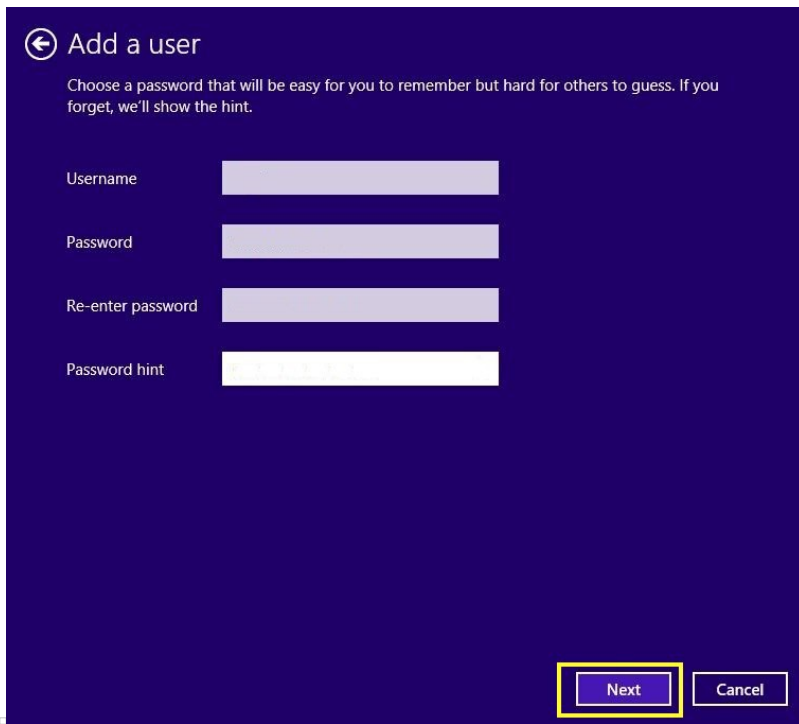 Add a user
Choose a password that will be easy for you to remember but hard for others to guess. If you
forget, we'll show the hint.
Username
Password
Re-enter password
Password hint
Next
Cancel